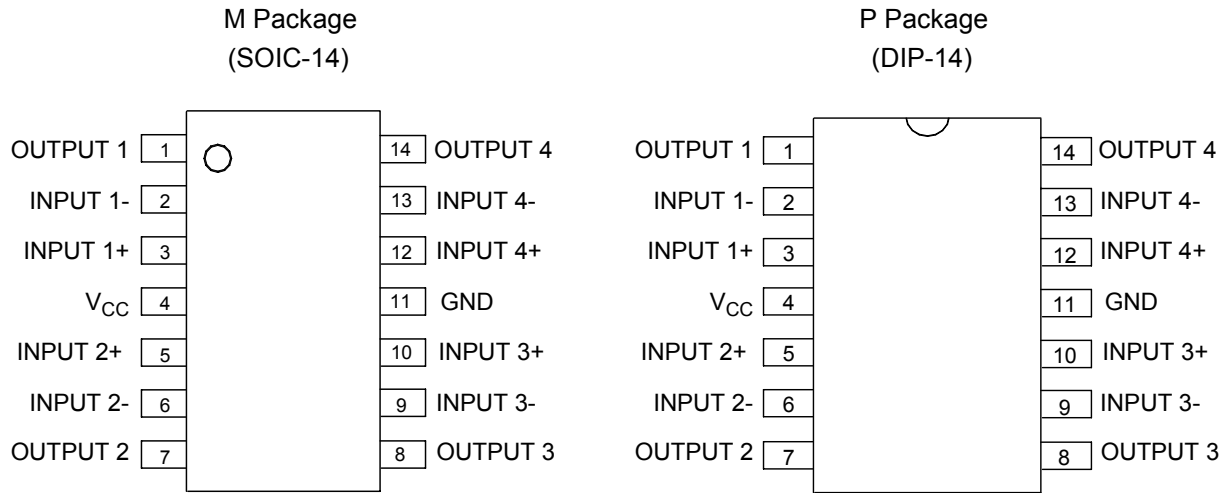 M Package
(SOIC-14)
OUTPUT 1 1 14 OUTPUT 4
INPUT 1- 2 13 INPUT 4-
INPUT 1+ 3 12 INPUT 4+
VCC 4 11 GND
INPUT 2+ 5 10 INPUT 3+
INPUT 2- 6 9 INPUT 3-
OUTPUT 2 7 8 OUTPUT 3
P Package
(DIP-14)
OUTPUT 1 1 14 OUTPUT 4
INPUT 1- 2 13 INPUT 4-
INPUT 1+ 3 12 INPUT 4+
VCC 4 11 GND
INPUT 2+ 5 10 INPUT 3+
INPUT 2- 6 9 INPUT 3-
OUTPUT 2 7 8 OUTPUT 3